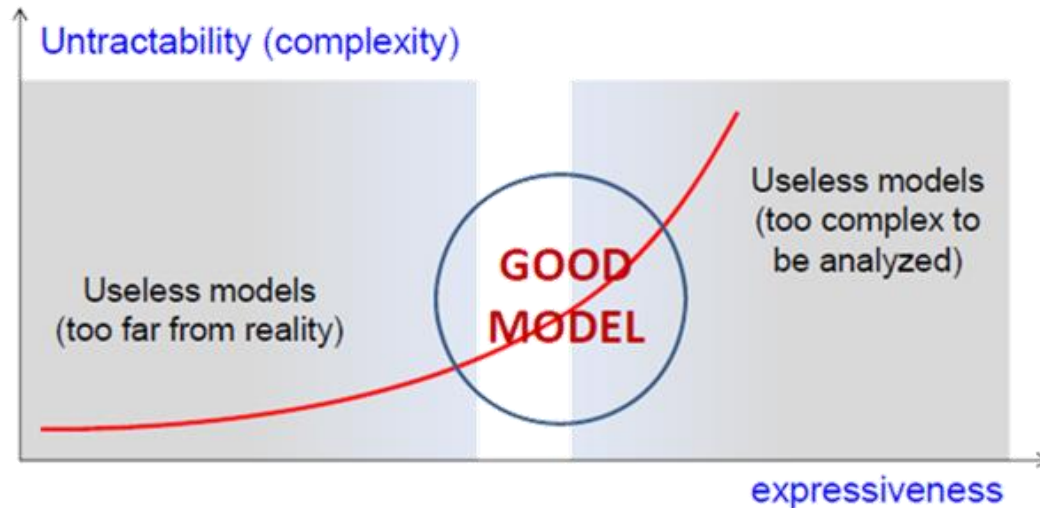 Untractability (complexity)
Useless models
(too far from reality)
GOOD
MODEL
Useless models
(too complex to
be analyzed)
expressiveness